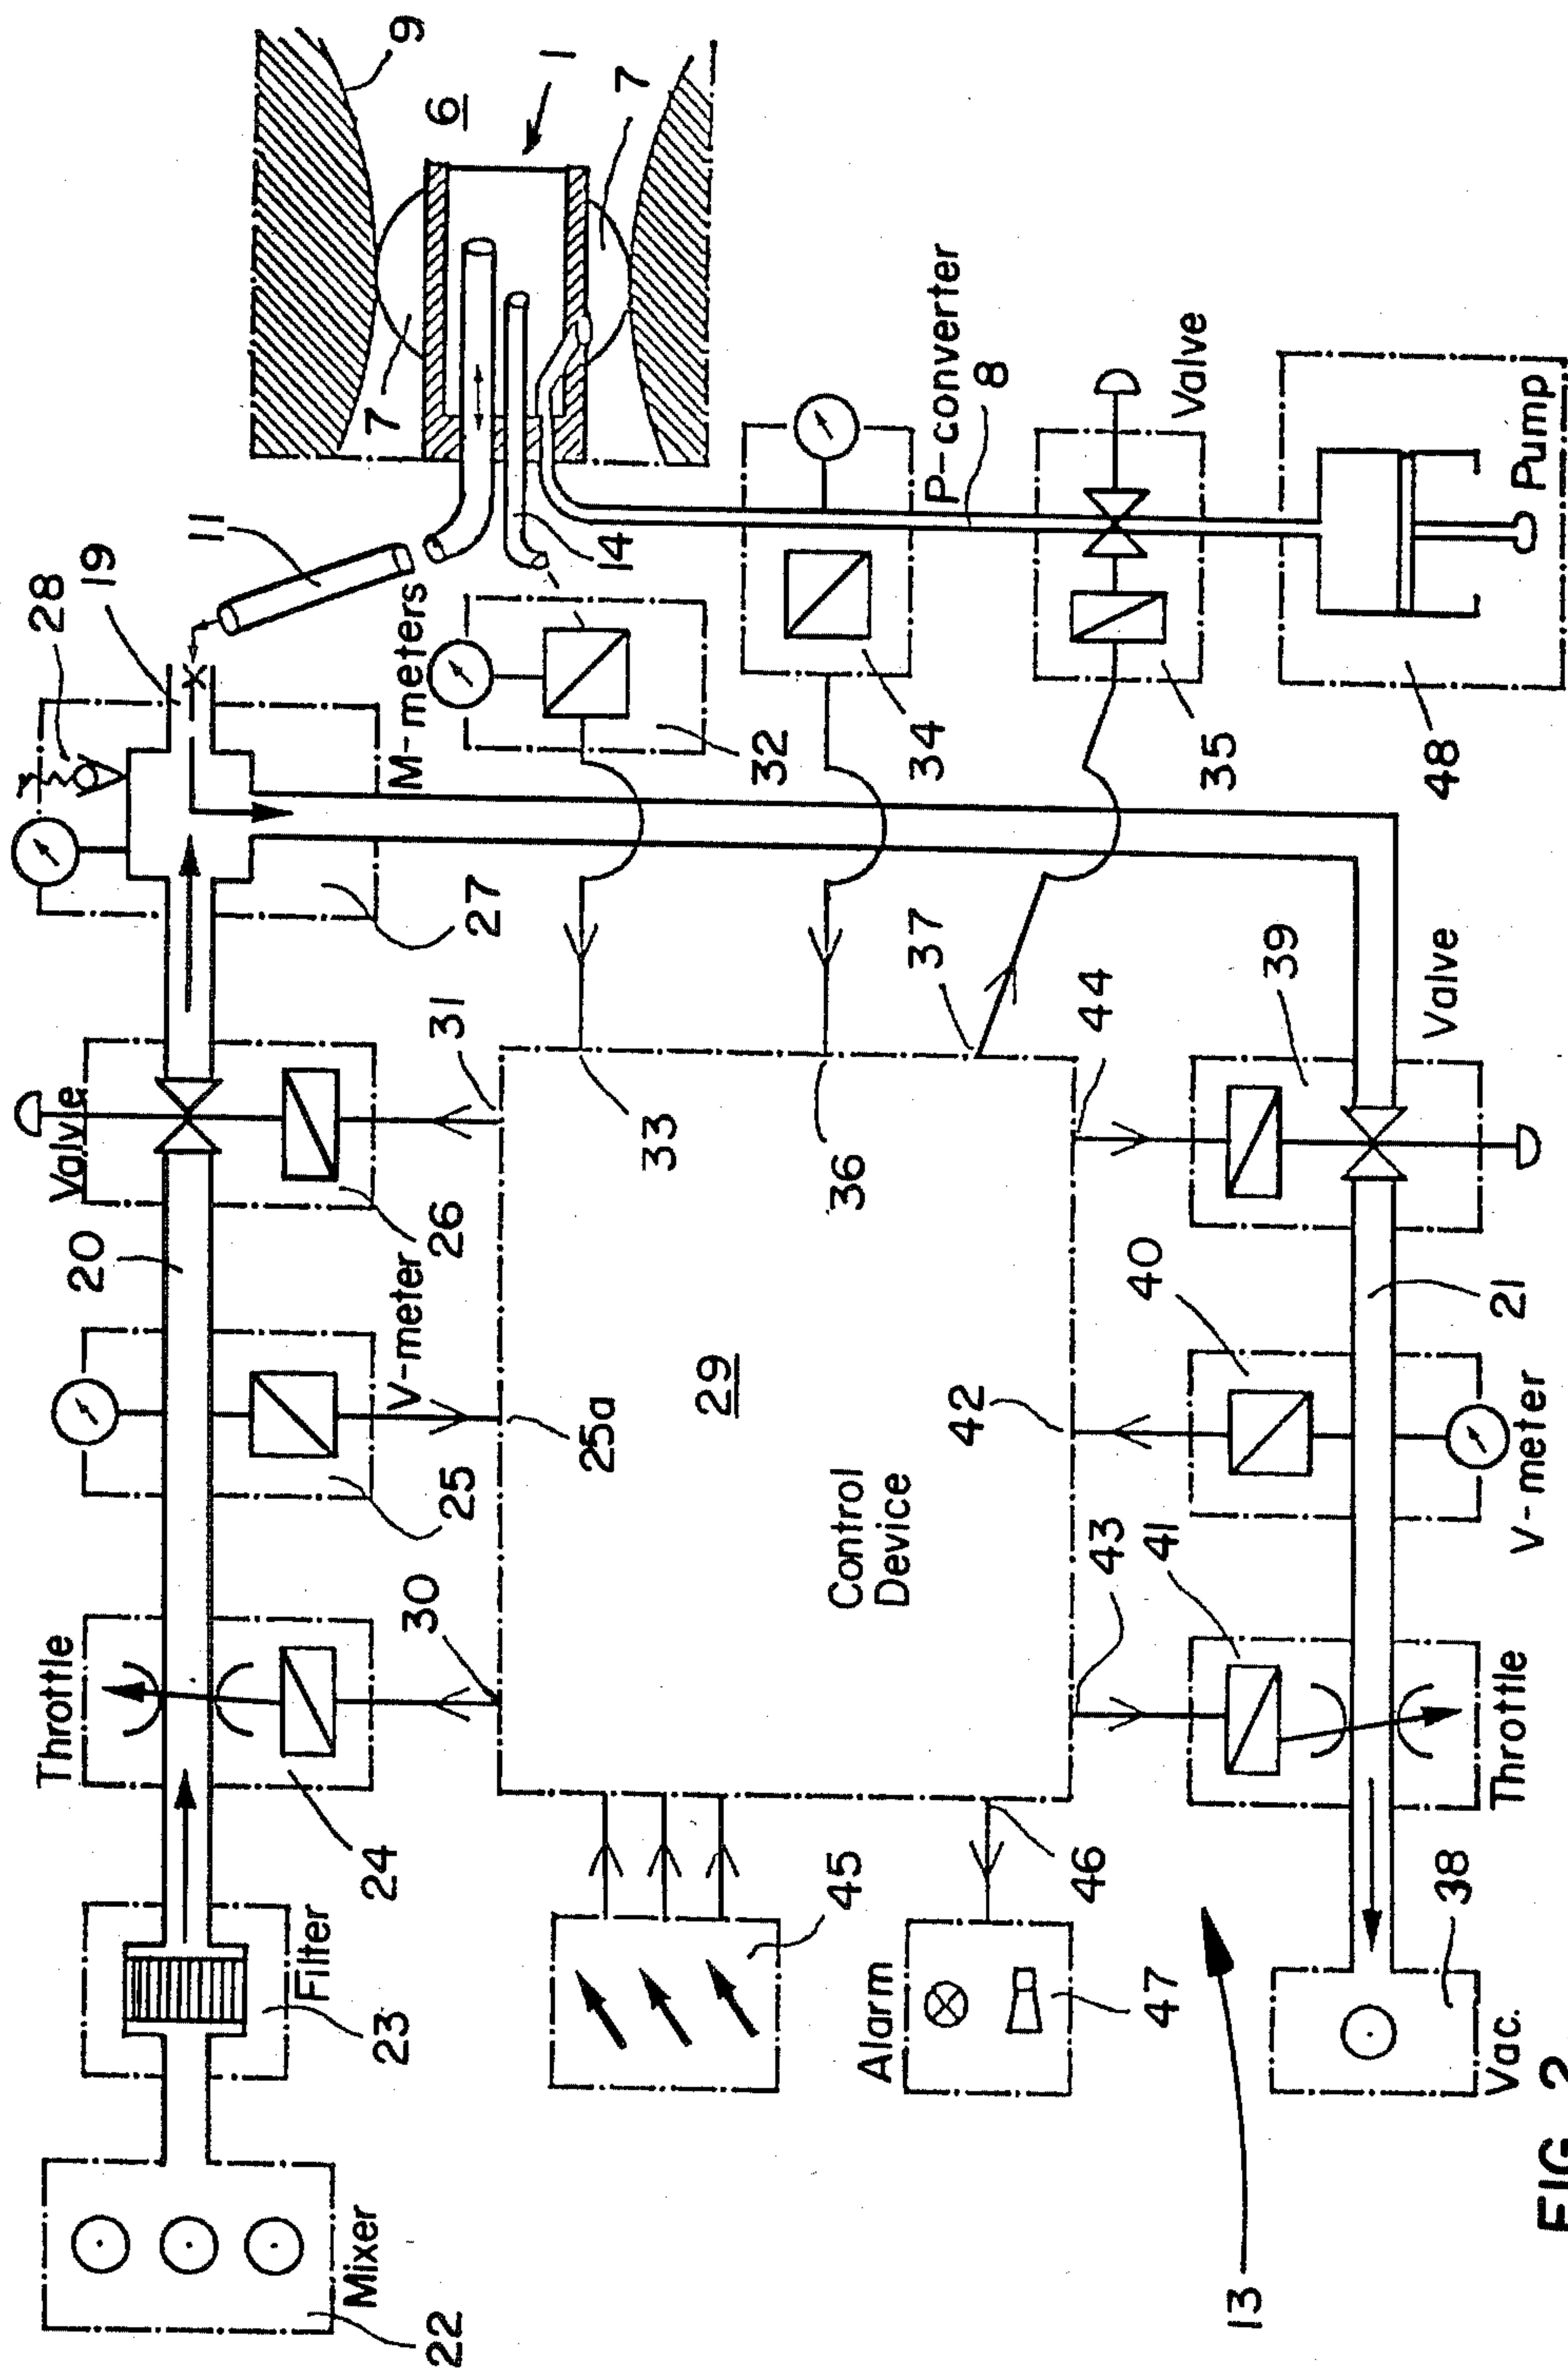 Throttle
Valve
20
28
19
11
9
6
1
7
7
Mixer
22
Filter
23
24
25
V-meter
26
27
M-meters
30
25a
31
33
32
14
29
36
34
P-converter
8
Control
Device
37
45
Alarm
46
43
42
44
47
41
40
39
35
Valve
13
38
21
Valve
48
Vac.
Throttle
V-meter
Pump
FIG. 2